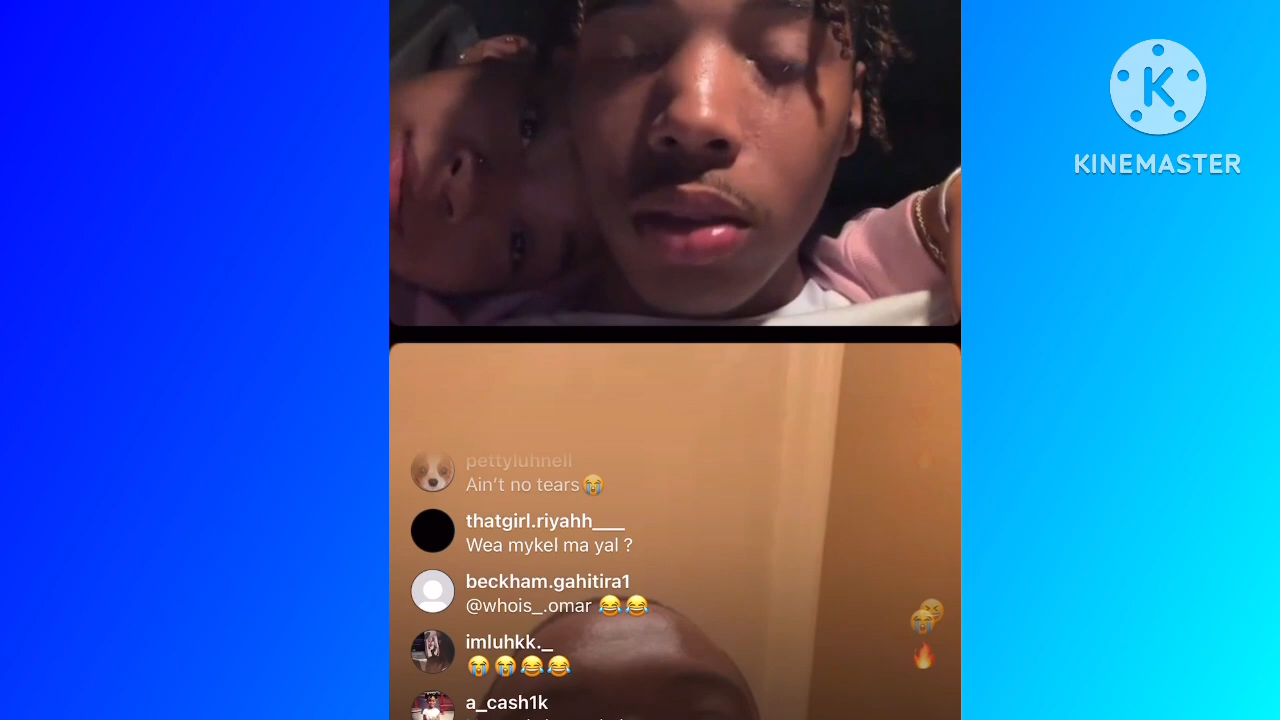 K
KINEMASTER
pettyluhnell
Ain't no tears😭
thatgirl.riyahh___
Wea mykel ma yal ?
beckham.gahitira1
@whois_.omar 😂😂
imluhkk._
😭😭😂😂
a_cash1k